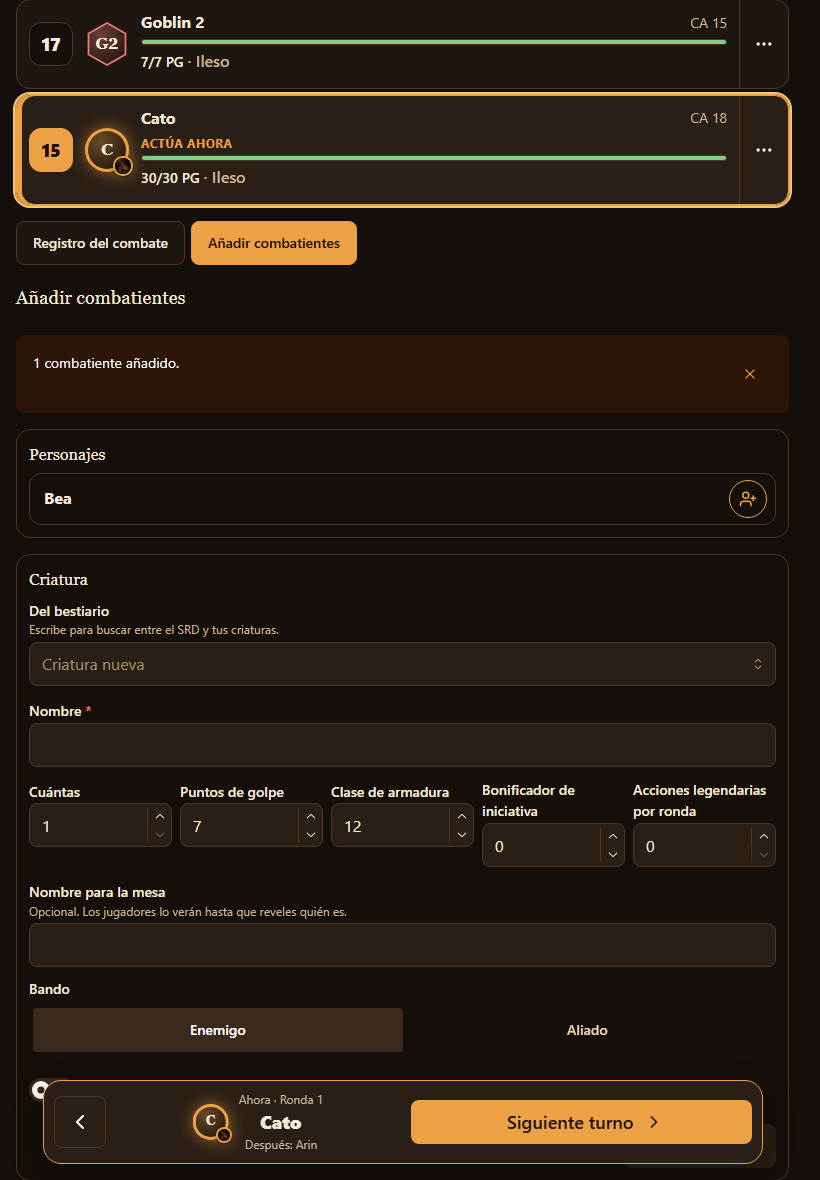 Goblin 2
CA 15
17
G2
7/7 PG · Ileso
Cato
CA 18
ACTÚA AHORA
15
C
30/30 PG · Ileso
Registro del combate
Añadir combatientes
Añadir combatientes
1 combatiente añadido.
Personajes
Bea
Criatura
Del bestiario
Escribe para buscar entre el SRD y tus criaturas.
Criatura nueva
Nombre *
Cuántas
Puntos de golpe
Clase de armadura
Bonificador de
iniciativa
Acciones legendarias
por ronda
1
7
12
0
0
Nombre para la mesa
Opcional. Los jugadores lo verán hasta que reveles quién es.
Bando
Enemigo
Aliado
Ahora · Ronda 1
C
Cato
Después: Arin
Siguiente turno